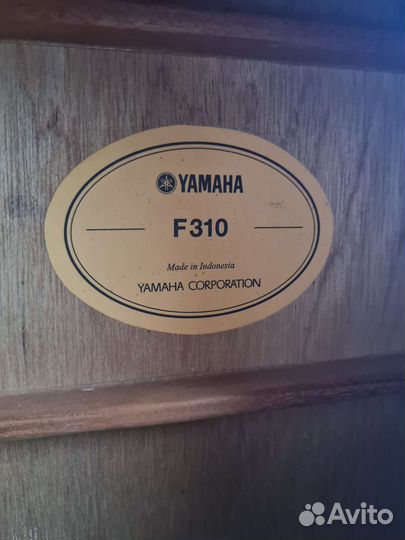 YAMAHA
F310
Made in Indonesia
YAMAHA CORPORATION
Avito